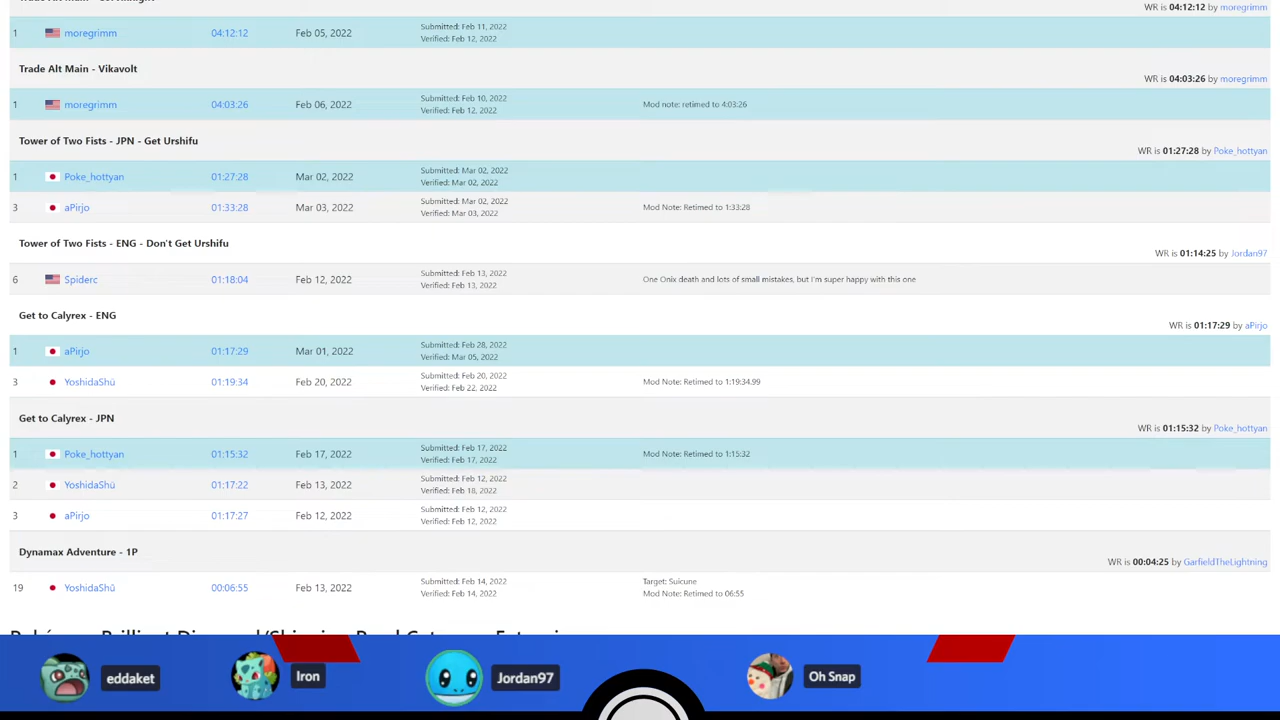 WR is 04:12:12 by moregrimm
1 moregrimm 04:12:12 Feb 05, 2022 Submitted: Feb 11, 2022
Verified: Feb 12, 2022
Trade Alt Main - Vikavolt
WR is 04:03:26 by moregrimm
1 moregrimm 04:03:26 Feb 06, 2022 Submitted: Feb 10, 2022 Mod note: retimed to 4:03:26
Verified: Feb 12, 2022
Tower of Two Fists - JPN - Get Urshifu
WR is 01:27:28 by Poke_hottyan
1 Poke_hottyan 01:27:28 Mar 02, 2022 Submitted: Mar 02, 2022
Verified: Mar 02, 2022
3 aPirjo 01:33:28 Mar 03, 2022 Submitted: Mar 02, 2022 Mod Note: Retimed to 1:33:28
Verified: Mar 03, 2022
Tower of Two Fists - ENG - Don't Get Urshifu
WR is 01:14:25 by Jordan97
6 Spiderc 01:18:04 Feb 12, 2022 Submitted: Feb 13, 2022 One Onix death and lots of small mistakes, but I'm super happy with this one
Verified: Feb 13, 2022
Get to Calyrex - ENG
WR is 01:17:29 by aPirjo
1 aPirjo 01:17:29 Mar 01, 2022 Submitted: Feb 28, 2022
Verified: Mar 05, 2022
3 YoshidaShū 01:19:34 Feb 20, 2022 Submitted: Feb 20, 2022 Mod Note: Retimed to 1:19:34.99
Verified: Feb 22, 2022
Get to Calyrex - JPN
WR is 01:15:32 by Poke_hottyan
1 Poke_hottyan 01:15:32 Feb 17, 2022 Submitted: Feb 17, 2022 Mod Note: Retimed to 1:15:32
Verified: Feb 17, 2022
2 YoshidaShū 01:17:22 Feb 13, 2022 Submitted: Feb 12, 2022
Verified: Feb 18, 2022
3 aPirjo 01:17:27 Feb 12, 2022 Submitted: Feb 12, 2022
Verified: Feb 12, 2022
Dynamax Adventure - 1P
WR is 00:04:25 by GarfieldTheLightning
19 YoshidaShū 00:06:55 Feb 13, 2022 Submitted: Feb 14, 2022 Target: Suicune
Verified: Feb 14, 2022 Mod Note: Retimed to 06:55
eddaket Iron Jordan97 Oh Snap